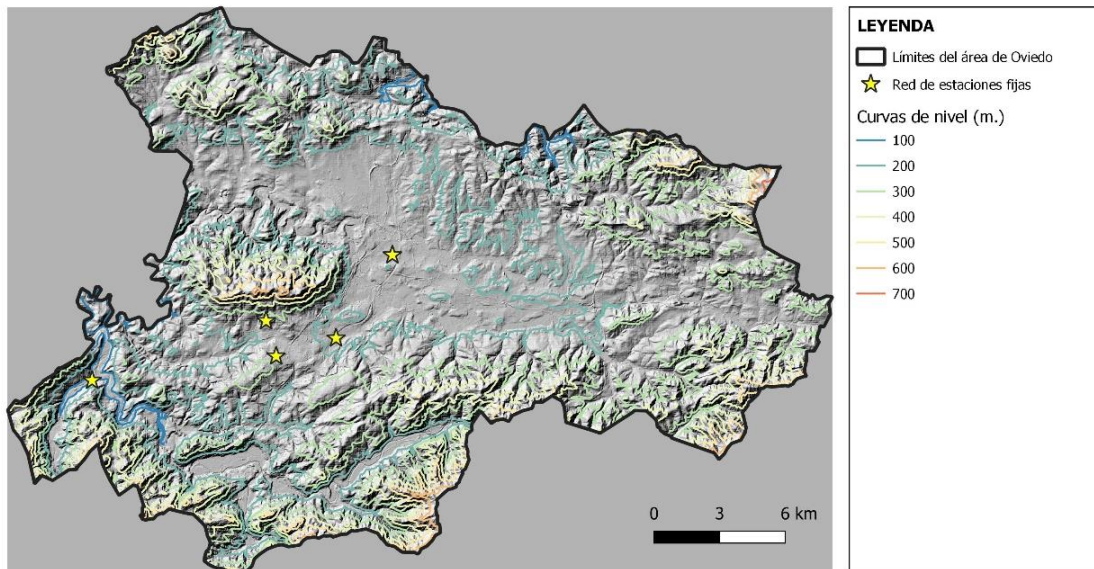 LEYENDA
Límites del área de Oviedo
Red de estaciones fijas
Curvas de nivel (m.)
100
200
300
400
500
600
700
0 3 6 km